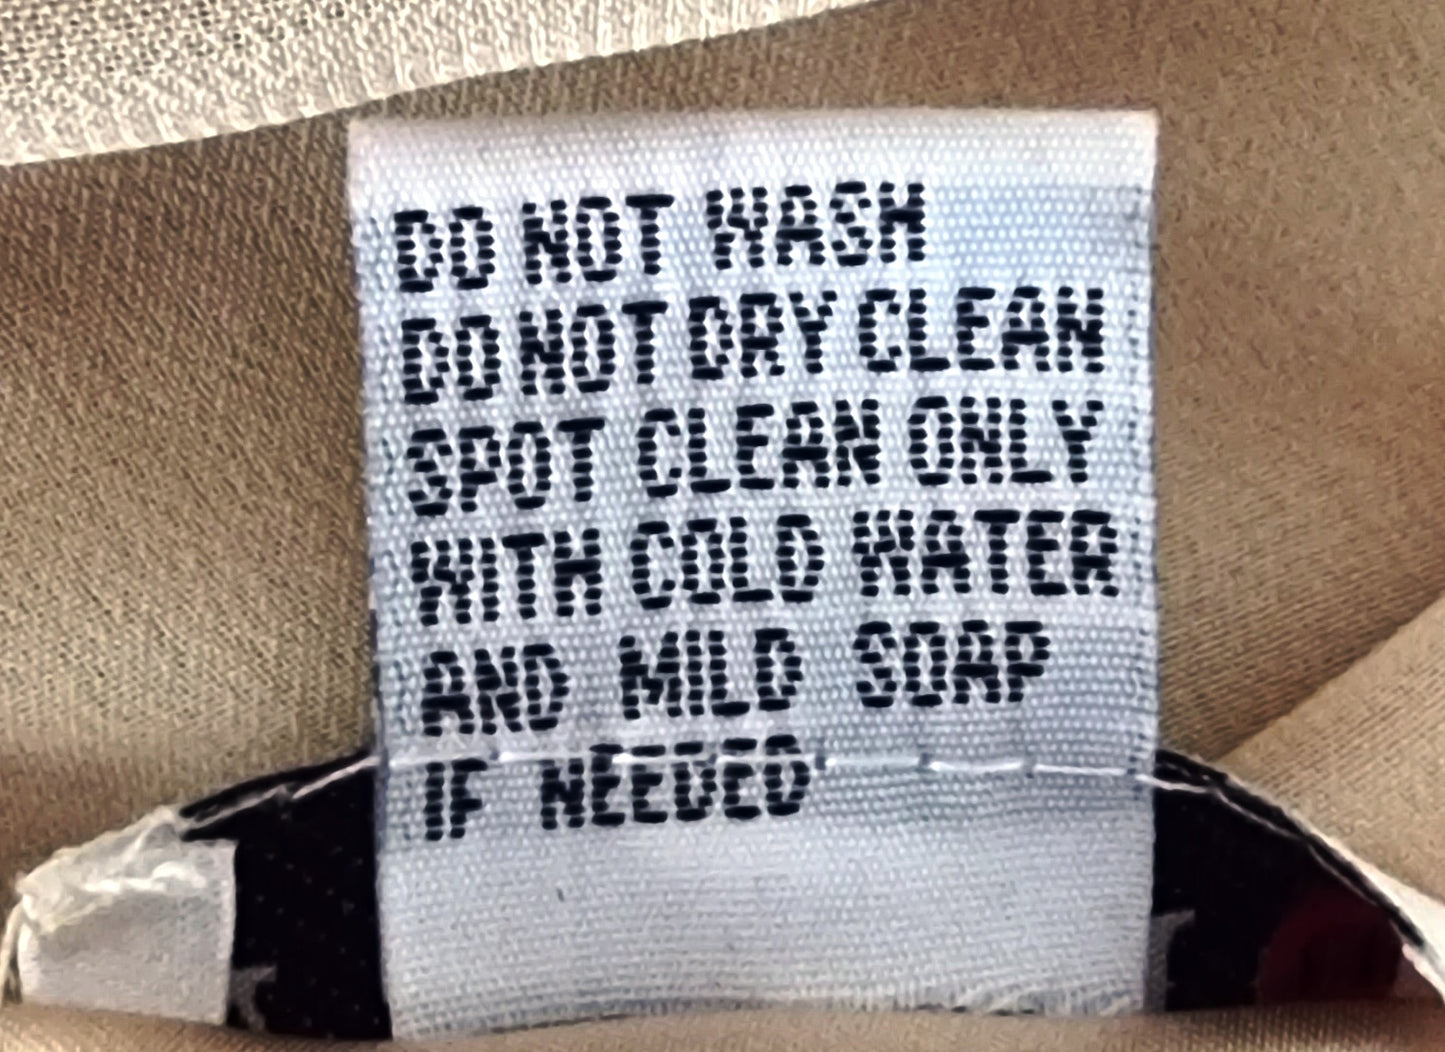 DO NOT WASH
DO NOT DRY CLEAN
SPOT CLEAN ONLY
WITH COLD WATER
AND MILD SOAP
IF NEEDED